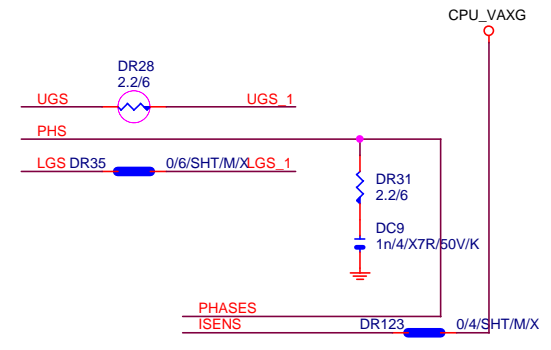 CPU_VAXG
DR28
2.2/6
UGS
UGS_1
PHS
LGS
DR35
0/6/SHT/M/X
LGS_1
DR31
2.2/6
DC9
1n/4/X7R/50V/K
PHASES
ISENS
DR123
0/4/SHT/M/X